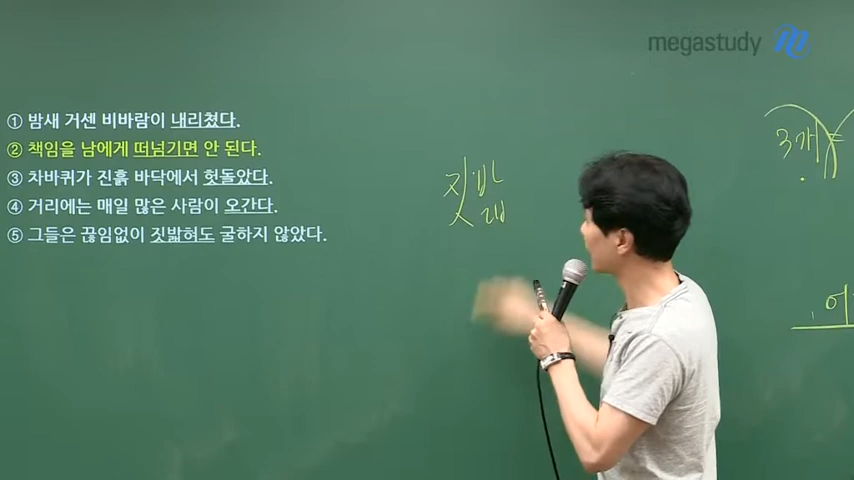 megastudy
① 밤새 거센 비바람이 내리쳤다.
② 책임을 남에게 떠넘기면 안 된다.
③ 차바퀴가 진흙 바닥에서 헛돌았다.
④ 거리에는 매일 많은 사람이 오간다.
⑤ 그들은 끊임없이 짓밟혀도 굴하지 않았다.
짓밟
3개=
어